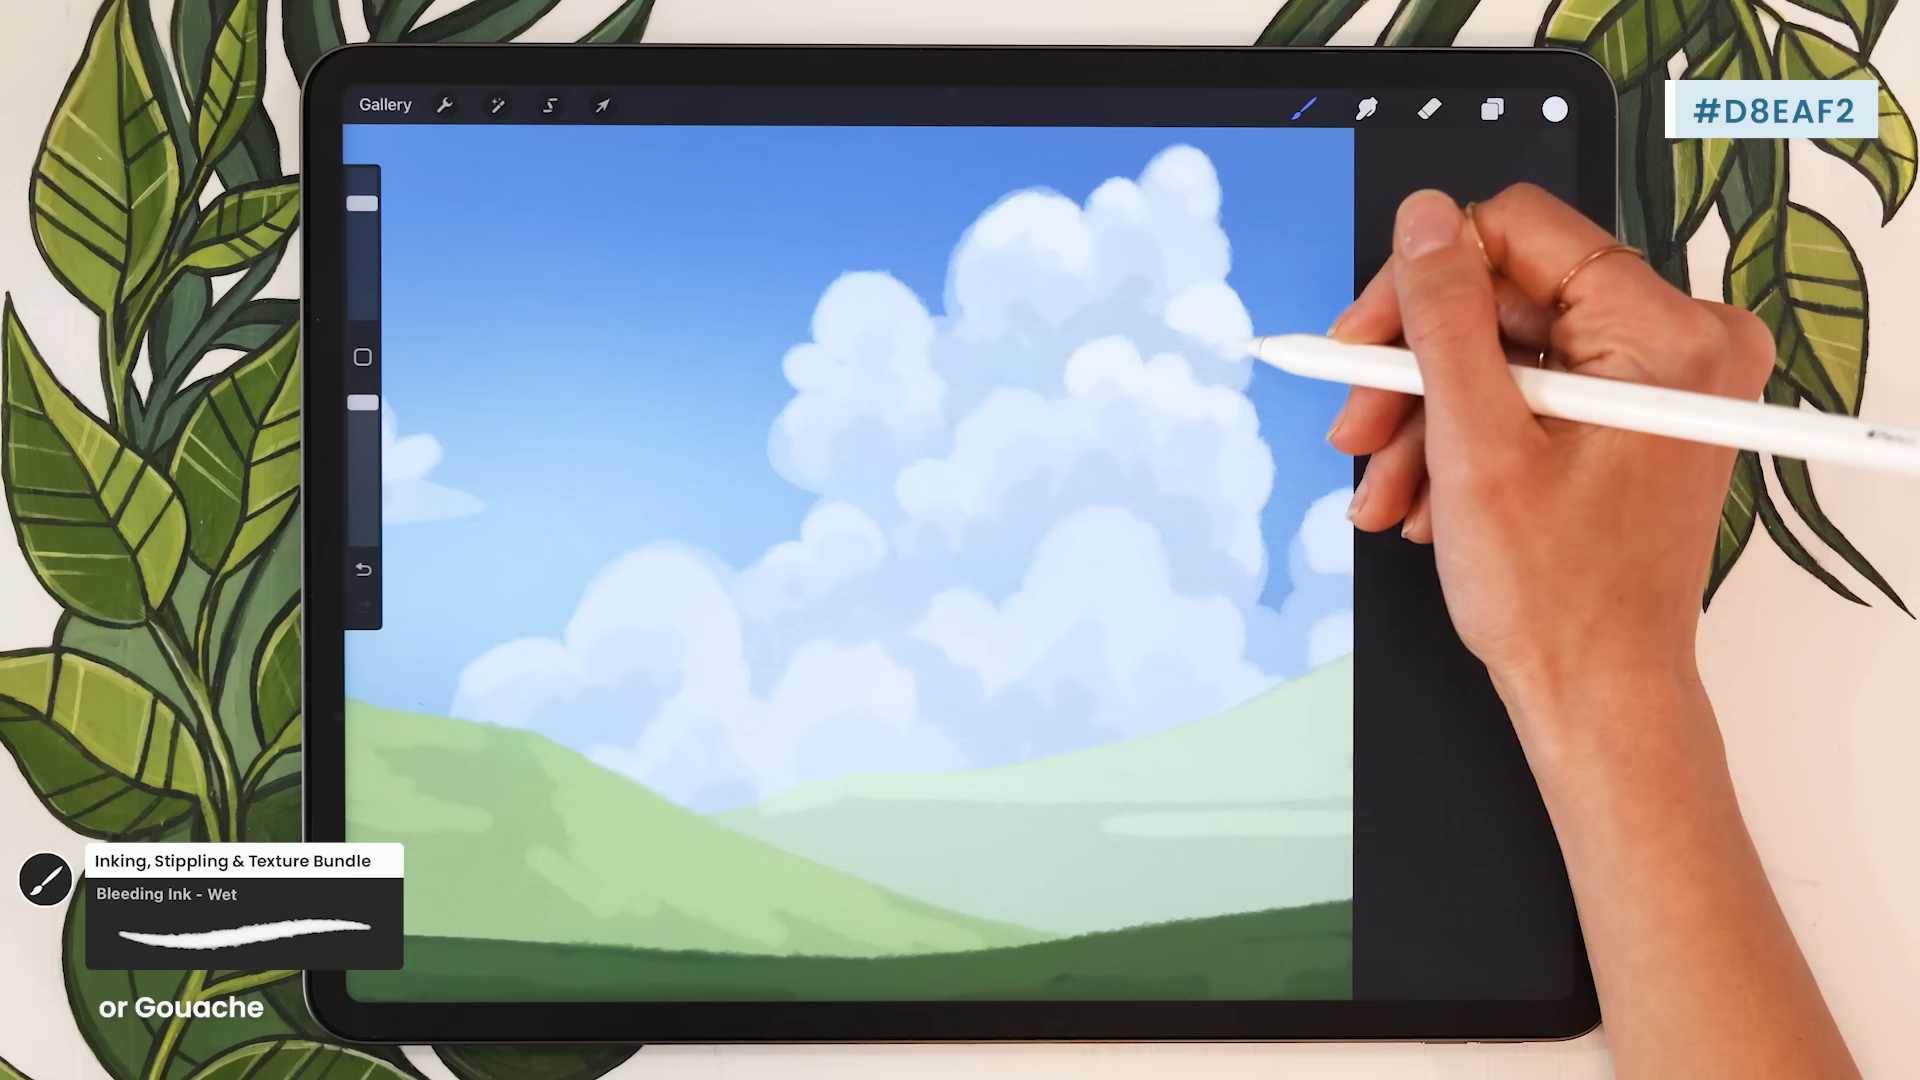 Gallery
#D8EAF2
Inking, Stippling & Texture Bundle
Bleeding Ink - Wet
or Gouache